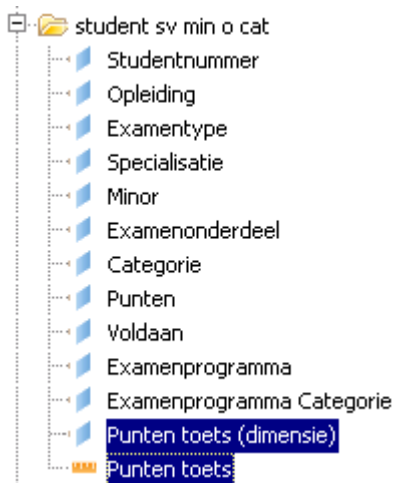 student sv min o cat
Studentnummer
Opleiding
Examentype
Specialisatie
Minor
Examenonderdeel
Categorie
Punten
Voldaan
Examenprogramma
Examenprogramma Categorie
Punten toets (dimensie)
Punten toets